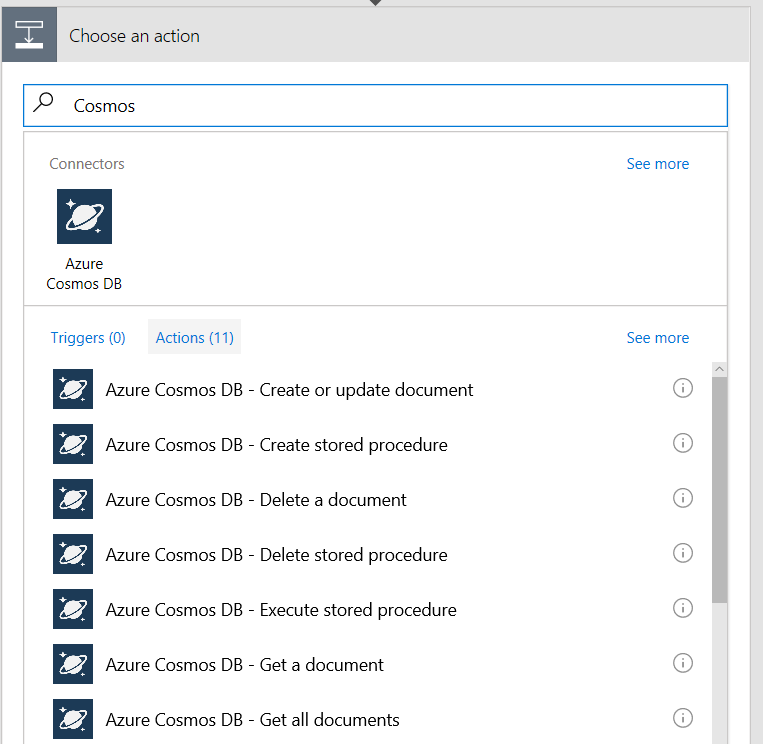 Choose an action
Cosmos
Connectors
See more
Azure
Cosmos DB
Triggers (0)
Actions (11)
See more
Azure Cosmos DB - Create or update document
Azure Cosmos DB - Create stored procedure
Azure Cosmos DB - Delete a document
Azure Cosmos DB - Delete stored procedure
Azure Cosmos DB - Execute stored procedure
Azure Cosmos DB - Get a document
Azure Cosmos DB - Get all documents